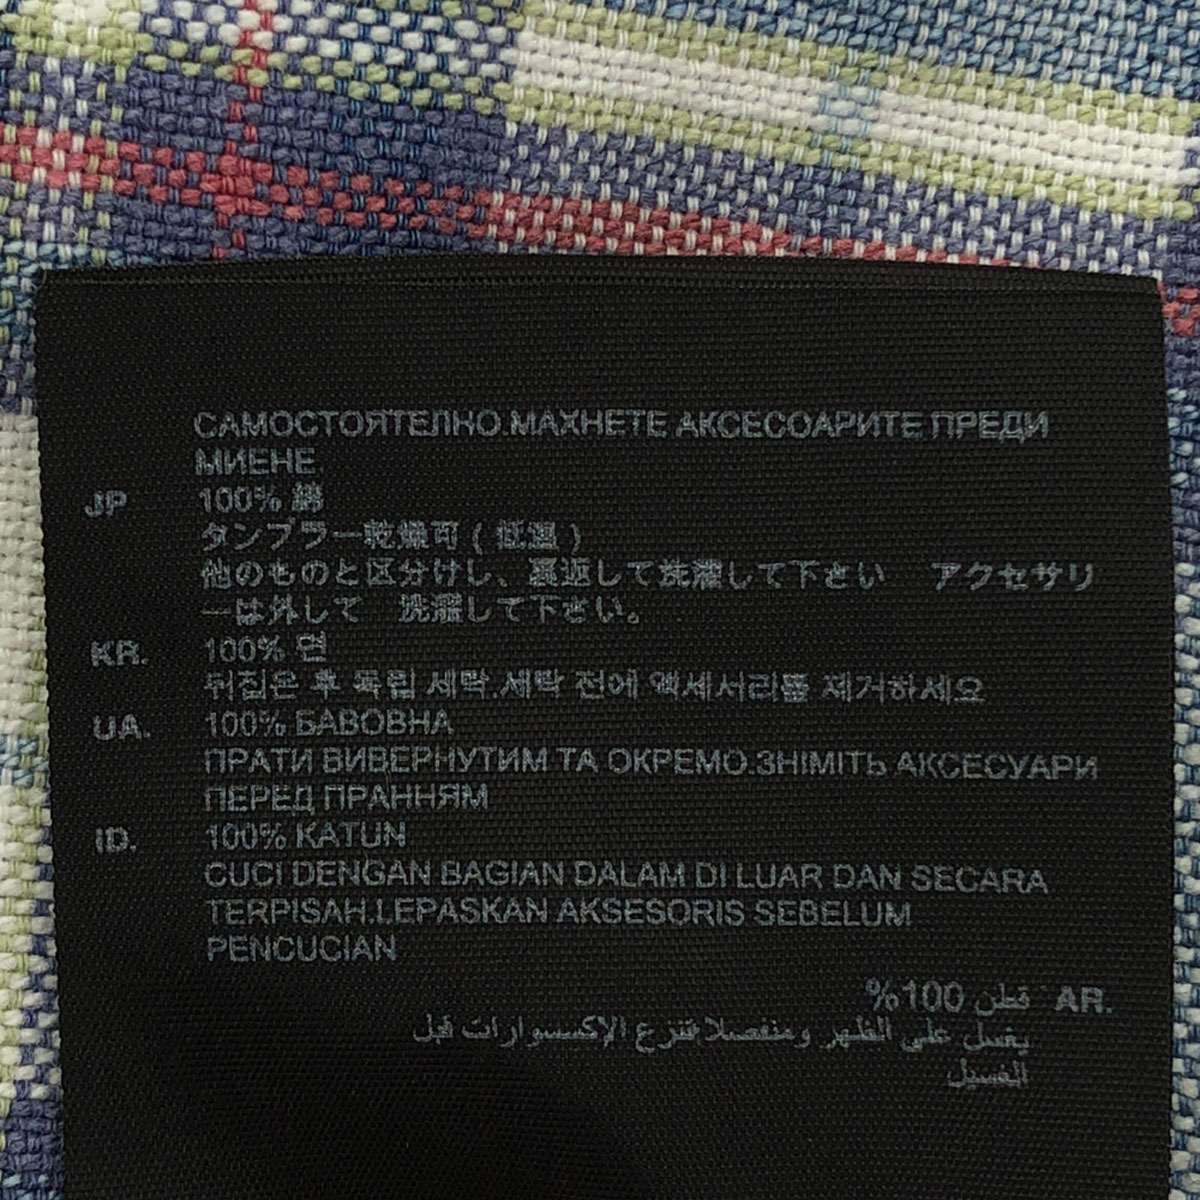 САМОСТОЯТЕЛНО.МАХНЕТЕ АКСЕСОАРИТЕ ПРЕДИ
МИЕНЕ.
JP 100% 綿
タンブラー乾燥可 ( 低温 )
他のものと区分けし、裏返して洗濯して下さい アクセサリ
ーは外して 洗濯して下さい。
KR. 100% 면
뒤집은 후 독립 세탁.세탁 전에 액세서리를 제거하세요
UA. 100% БАВОВНА
ПРАТИ ВИВЕРНУТИМ ТА ОКРЕМО.ЗНІМІТЬ АКСЕСУАРИ
ПЕРЕД ПРАННЯМ
ID. 100% KATUN
CUCI DENGAN BAGIAN DALAM DI LUAR DAN SECARA
TERPISAH.LEPASKAN AKSESORIS SEBELUM
PENCUCIAN
AR. قطن 100%
يغسل على الظهر ومنفصلا فنزع الإكسسوارات قبل
الغسيل